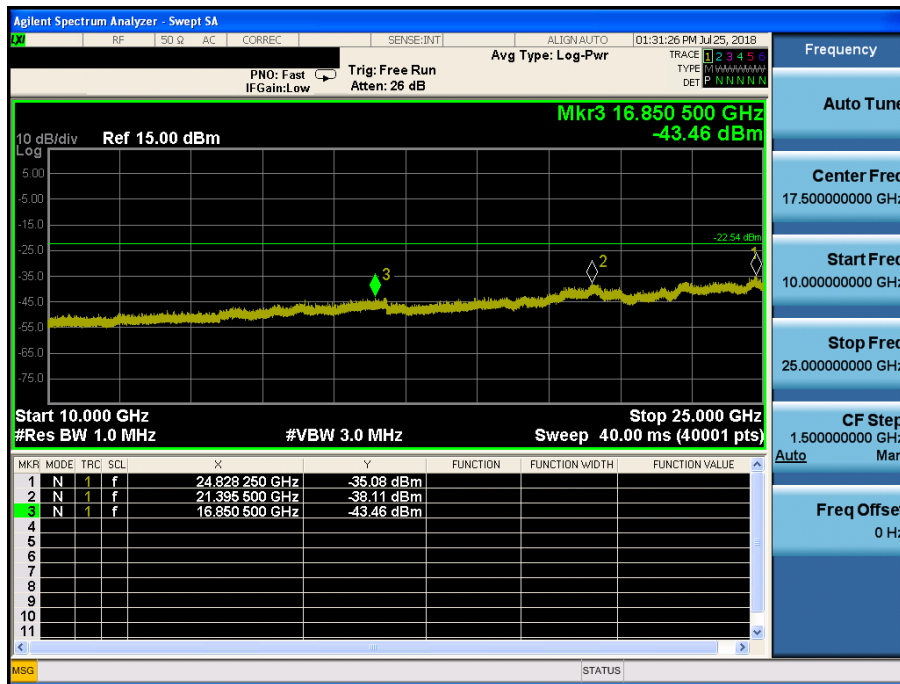 Agilent Spectrum Analyzer - Swept SA
LXI RF 50 Ω AC CORREC SENSE:INT ALIGN AUTO 01:31:26 PM Jul 25, 2018
PNO: Fast Trig: Free Run Avg Type: Log-Pwr TRACE 1 2 3 4 5 6
IFGain:Low Atten: 26 dB TYPE M
DET P N N N N N
Mkr3 16.850 500 GHz
-43.46 dBm
10 dB/div Ref 15.00 dBm
Log
5.00
-5.00
-15.0
-22.54 dBm
-25.0
1
2
3
-35.0
-45.0
-55.0
-65.0
-75.0
Start 10.000 GHz Stop 25.000 GHz
#Res BW 1.0 MHz #VBW 3.0 MHz Sweep 40.00 ms (40001 pts)
MKR MODE TRC SCL X Y FUNCTION FUNCTION WIDTH FUNCTION VALUE
1 N 1 f 24.828 250 GHz -35.08 dBm
2 N 1 f 21.395 500 GHz -38.11 dBm
3 N 1 f 16.850 500 GHz -43.46 dBm
4
5
6
7
8
9
10
11
MSG STATUS
Frequency
Auto Tune
Center Freq
17.500000000 GHz
Start Freq
10.000000000 GHz
Stop Freq
25.000000000 GHz
CF Step
1.500000000 GHz
Auto Man
Freq Offset
0 Hz